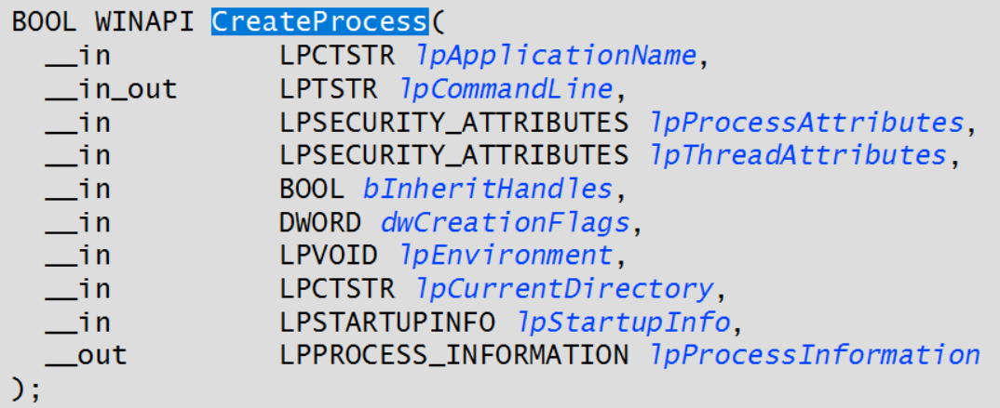 BOOL WINAPI CreateProcess(
__in LPCTSTR lpApplicationName,
__in_out LPTSTR lpCommandLine,
__in LPSECURITY_ATTRIBUTES lpProcessAttributes,
__in LPSECURITY_ATTRIBUTES lpThreadAttributes,
__in BOOL bInheritHandles,
__in DWORD dwCreationFlags,
__in LPVOID lpEnvironment,
__in LPCTSTR lpCurrentDirectory,
__in LPSTARTUPINFO lpStartupInfo,
__out LPPROCESS_INFORMATION lpProcessInformation
);